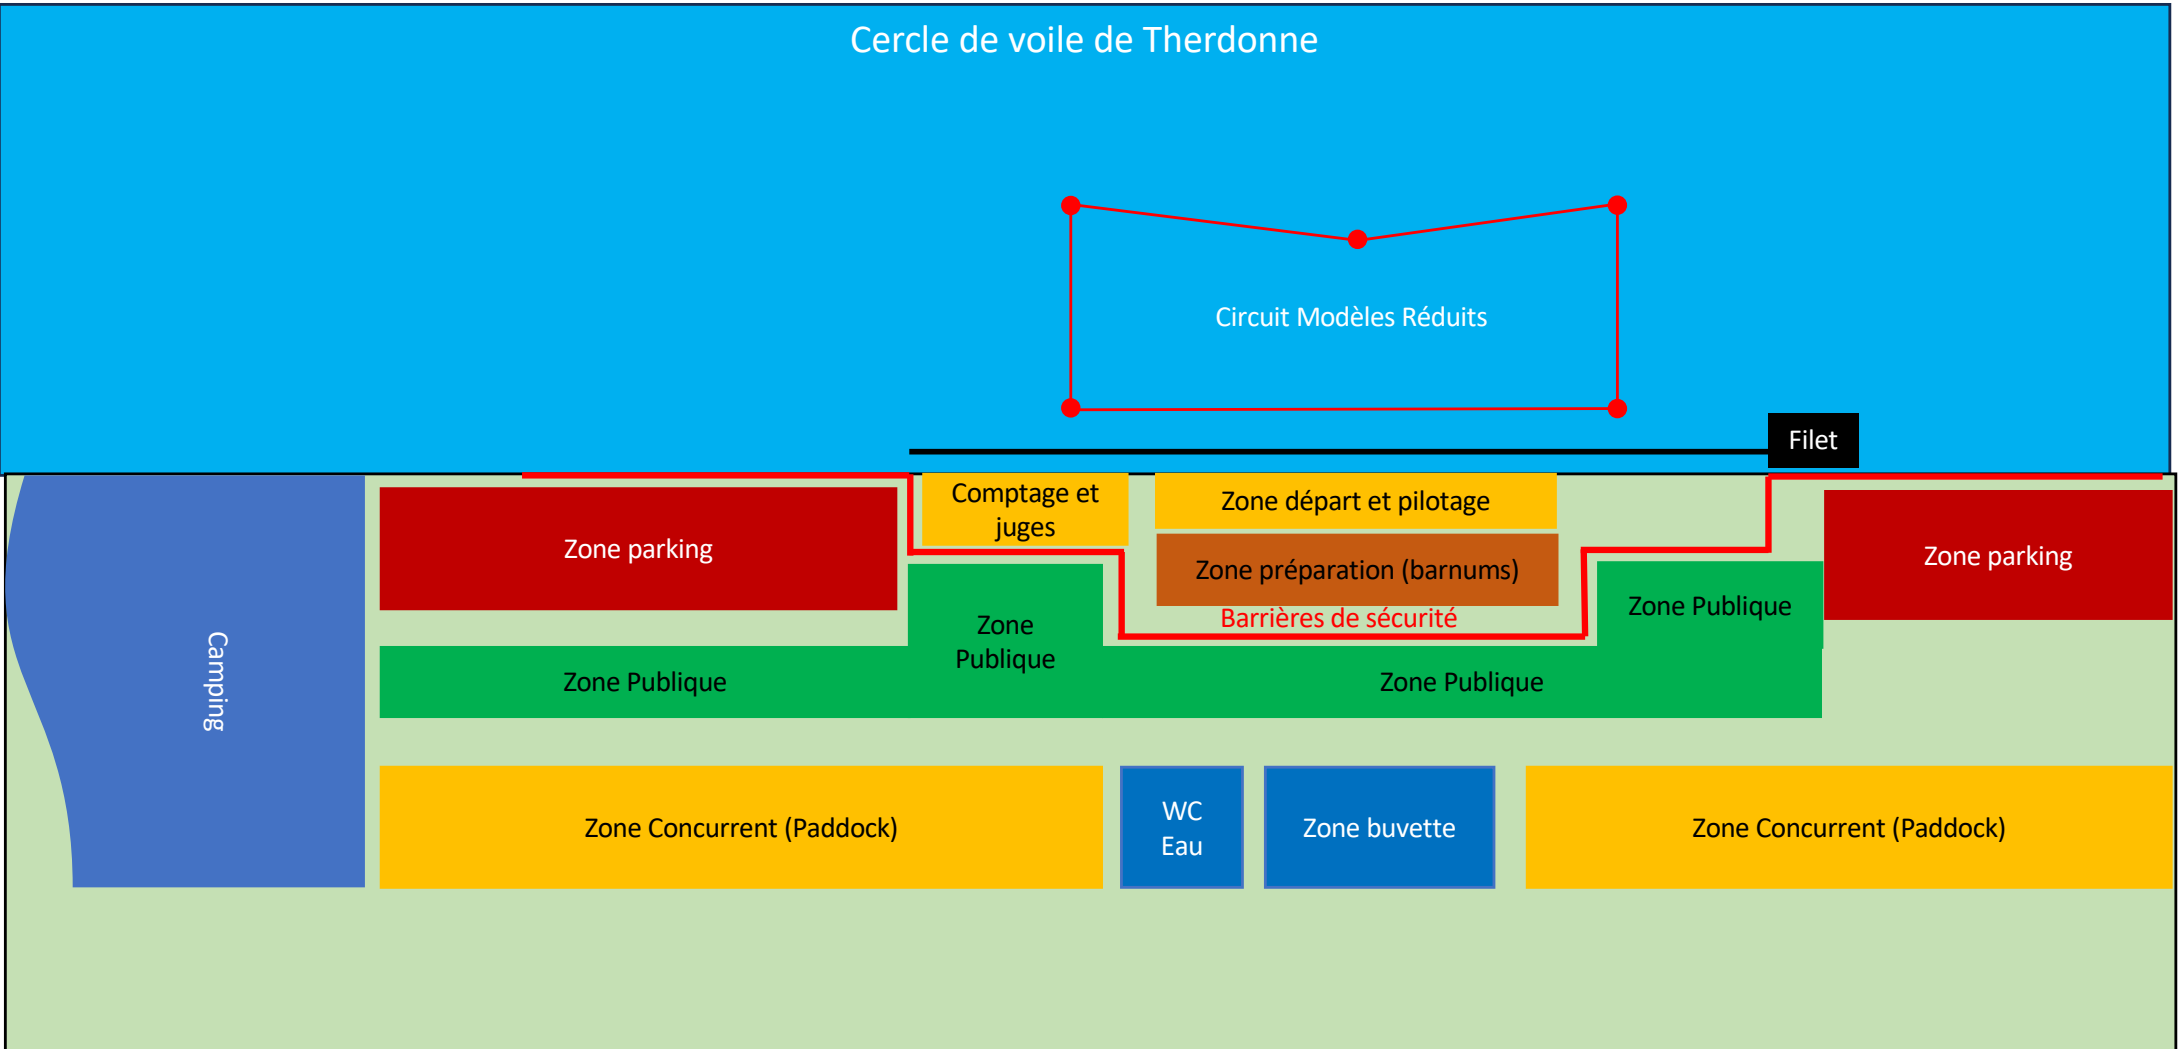 Cercle de voile de Therdonne
Circuit Modèles Réduits
Filet
Comptage et
juges
Zone départ et pilotage
Zone parking
Zone préparation (barnums)
Zone parking
Barrières de sécurité
Zone Publique
Zone
Publique
Camping
Zone Publique
Zone Publique
Zone Concurrent (Paddock)
WC
Eau
Zone buvette
Zone Concurrent (Paddock)